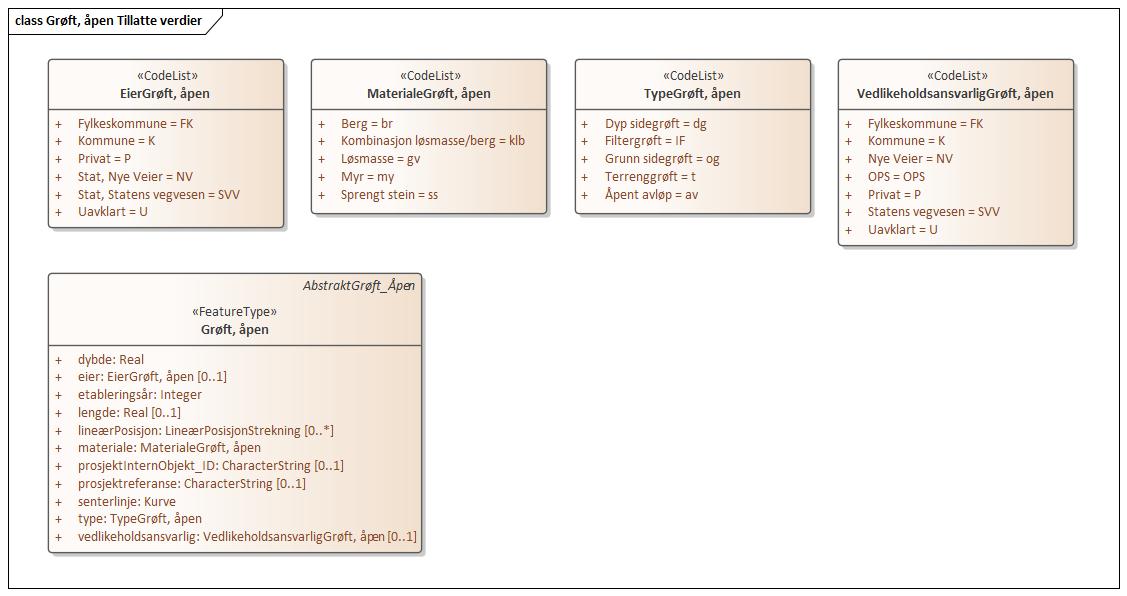 class Grøft, åpen Tillatte verdier
«CodeList»
EierGrøft, åpen
+ Fylkeskommune = FK
+ Kommune = K
+ Privat = P
+ Stat, Nye Veier = NV
+ Stat, Statens vegvesen = SVV
+ Uavklart = U
«CodeList»
MaterialeGrøft, åpen
+ Berg = br
+ Kombinasjon løsmasse/berg = klb
+ Løsmasse = gv
+ Myr = my
+ Sprengt stein = ss
«CodeList»
TypeGrøft, åpen
+ Dyp sidegrøft = dg
+ Filtergrøft = IF
+ Grunn sidegrøft = og
+ Terrenggrøft = t
+ Åpent avløp = av
«CodeList»
VedlikeholdsansvarligGrøft, åpen
+ Fylkeskommune = FK
+ Kommune = K
+ Nye Veier = NV
+ OPS = OPS
+ Privat = P
+ Statens vegvesen = SVV
+ Uavklart = U
AbstraktGrøft_Åpen
«FeatureType»
Grøft, åpen
+ dybde: Real
+ eier: EierGrøft, åpen [0..1]
+ etableringsår: Integer
+ lengde: Real [0..1]
+ lineærPosisjon: LineærPosisjonStrekning [0..*]
+ materiale: MaterialeGrøft, åpen
+ prosjektInternObjekt_ID: CharacterString [0..1]
+ prosjektreferanse: CharacterString [0..1]
+ senterlinje: Kurve
+ type: TypeGrøft, åpen
+ vedlikeholdsansvarlig: VedlikeholdsansvarligGrøft, åpen [0..1]